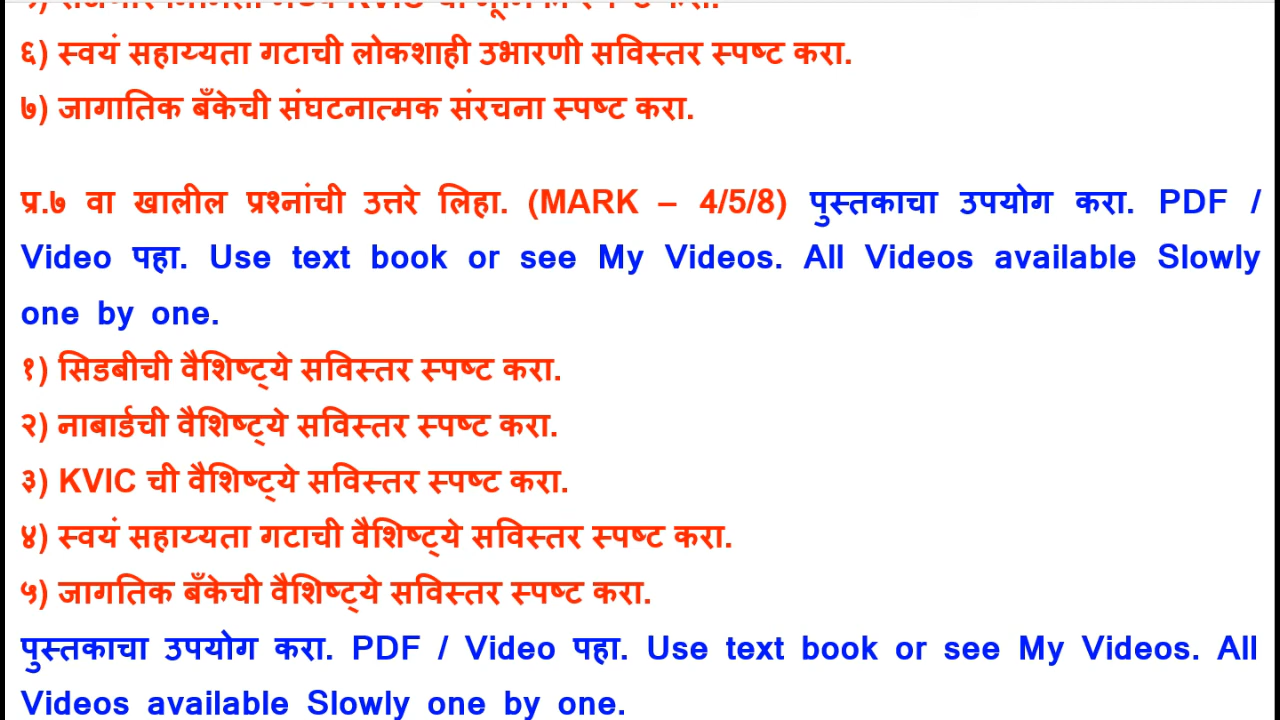 ६) स्वयं सहाय्यता गटाची लोकशाही उभारणी सविस्तर स्पष्ट करा.
७) जागातिक बँकेची संघटनात्मक संरचना स्पष्ट करा.
प्र.७ वा खालील प्रश्नांची उत्तरे लिहा. (MARK – 4/5/8) पुस्तकाचा उपयोग करा. PDF /
Video पहा. Use text book or see My Videos. All Videos available Slowly
one by one.
१) सिडबीची वैशिष्ट्ये सविस्तर स्पष्ट करा.
२) नाबार्डची वैशिष्ट्ये सविस्तर स्पष्ट करा.
३) KVIC ची वैशिष्ट्ये सविस्तर स्पष्ट करा.
४) स्वयं सहाय्यता गटाची वैशिष्ट्ये सविस्तर स्पष्ट करा.
५) जागतिक बँकेची वैशिष्ट्ये सविस्तर स्पष्ट करा.
पुस्तकाचा उपयोग करा. PDF / Video पहा. Use text book or see My Videos. All
Videos available Slowly one by one.